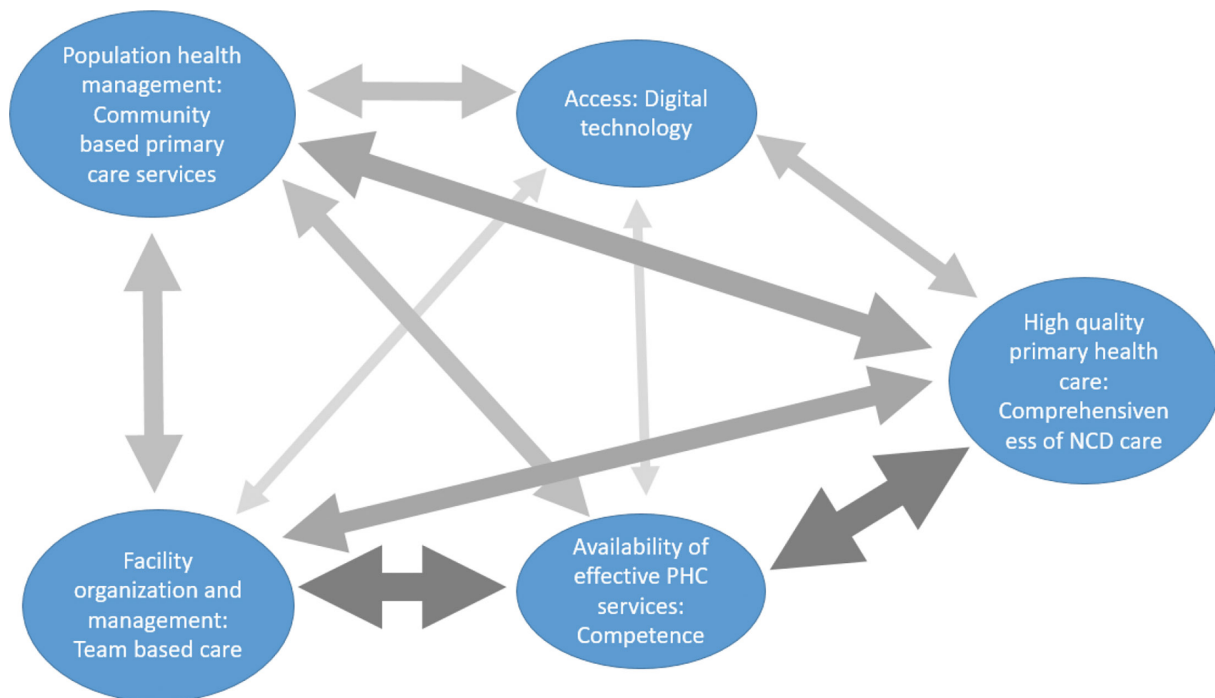 Population health
management:
Community
based primary
care services
Access: Digital
technology
High quality
primary health
care:
Comprehensiven
ess of NCD care
Facility
organization and
management:
Team based care
Availability of
effective PHC
services:
Competence